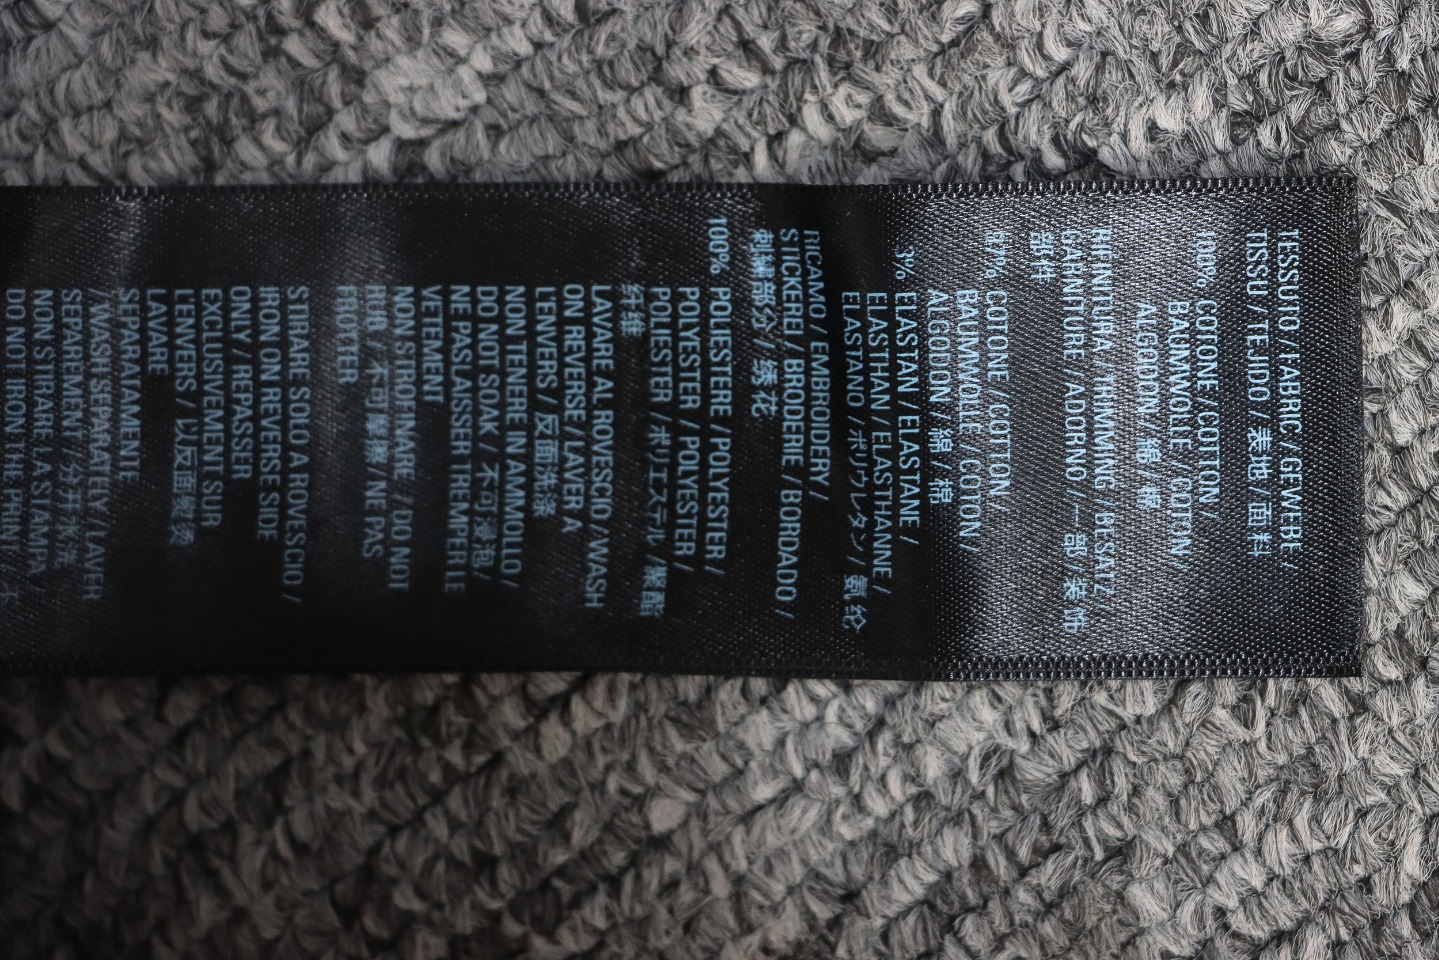 TESSUTO / FABRIC / GEWEBE /
TISSU / TEJIDO / 表地 / 面料
100% COTONE / COTTON /
BAUMWOLLE / COTON
ALGODON / 綿 / 棉
RIFINITURA / TRIMMING / BESATZ /
GARNITURE / ADORNO / 一部 / 装饰
部件
97% COTONE / COTTON /
BAUMWOLLE / COTON /
ALGODON / 綿 / 棉
3% ELASTAN / ELASTANE /
ELASTHAN / ELASTHANNE /
ELASTANO / ポリウレタン / 氨纶
RICAMO / EMBROIDERY /
STICKEREI / BRODERIE / BORDADO /
刺繍部分 / 绣花
100% POLIESTERE / POLYESTER /
POLYESTER / POLYESTER /
POLIESTER / ポリエステル / 聚酯
纤维
LAVARE AL ROVESCIO / WASH
ON REVERSE / LAVER A
L'ENVERS / 反面洗涤
NON TENERE IN AMMOLLO /
DO NOT SOAK / 不可浸泡 /
NE PAS LAISSER TREMPER LE
VETEMENT
NON STROFINARE / DO NOT
RUB / 不可摩擦 / NE PAS
FROTTER
STIRARE SOLO A ROVESCIO /
IRON ON REVERSE SIDE
ONLY / REPASSER
EXCLUSIVEMENT SUR
L'ENVERS / 以反面熨烫
LAVARE
SEPARATAMENTE
/ WASH SEPARATELY / LAVER
SEPAREMENT / 分开水洗
NON STIRARE LA STAMPA
DO NOT IRON THE PRINT